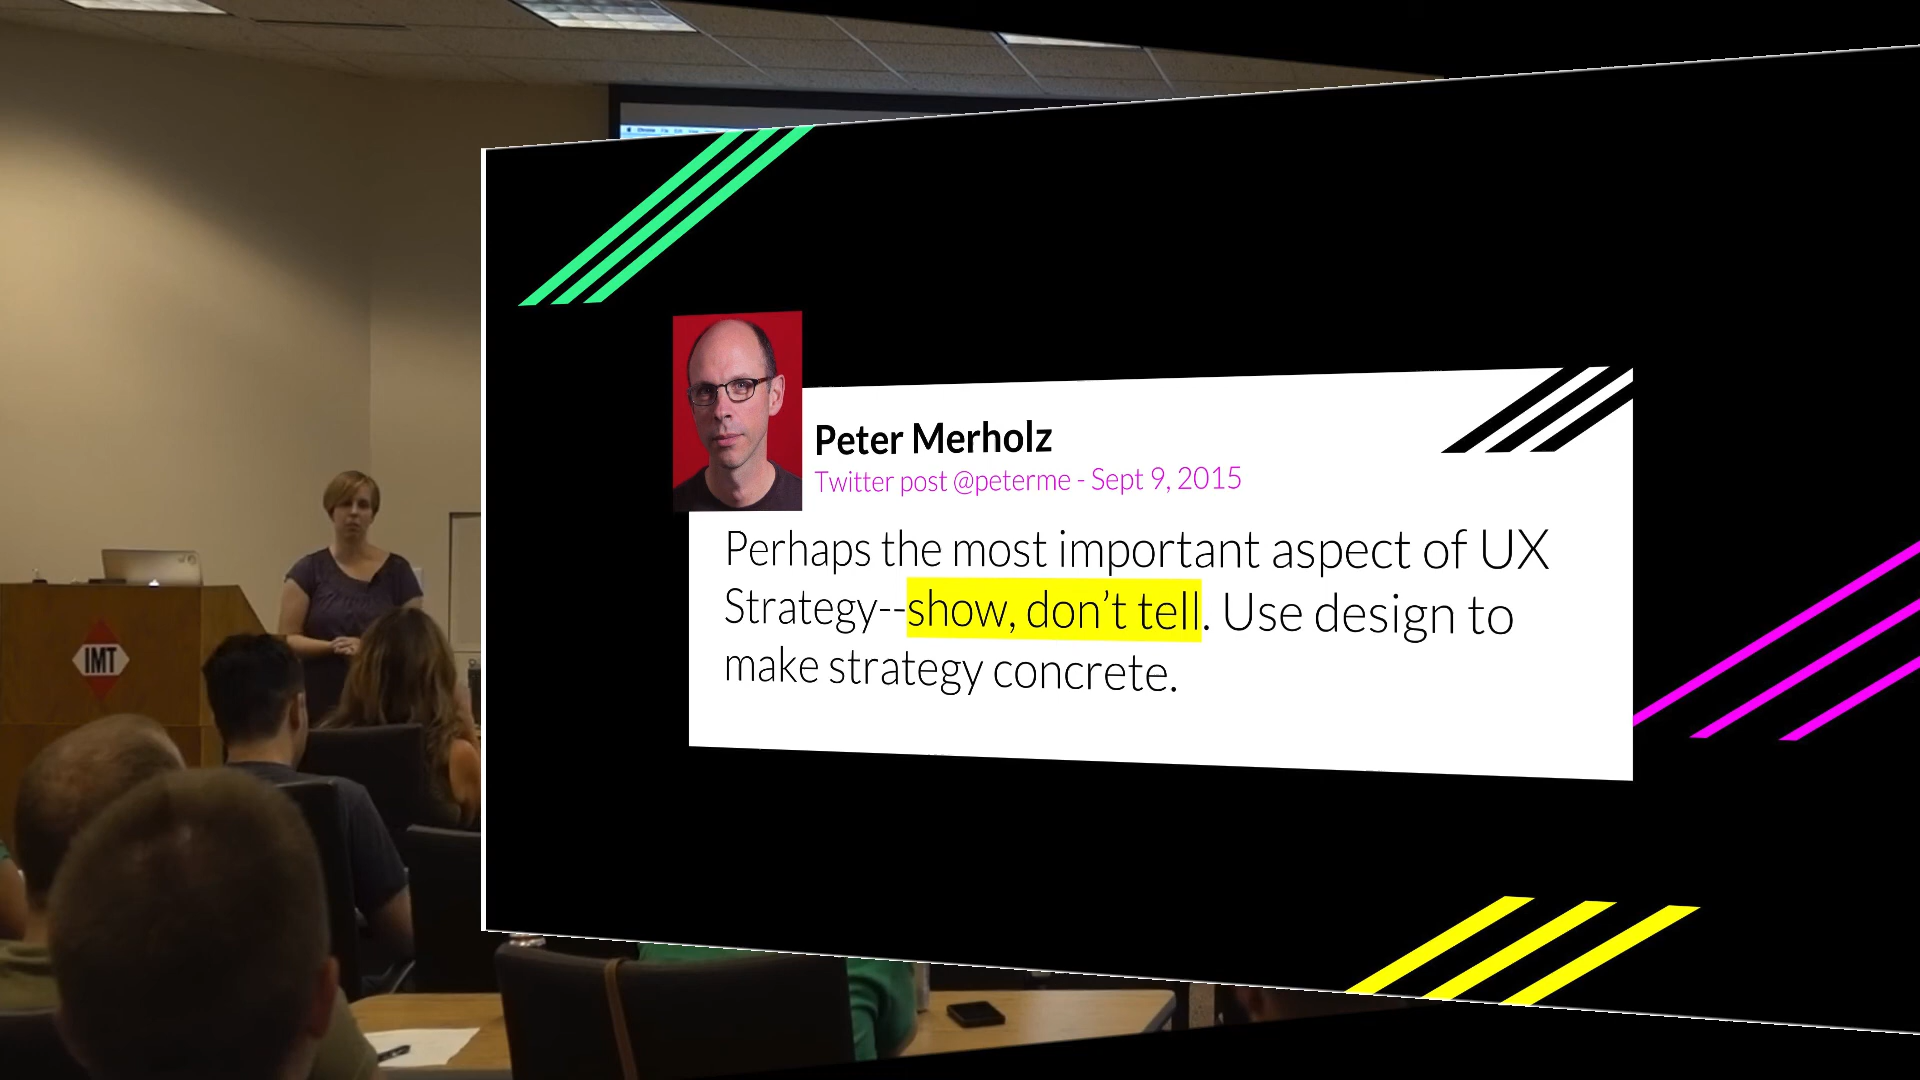 Peter Merholz
Twitter post @peterme - Sept 9, 2015
Perhaps the most important aspect of UX
Strategy--show, don't tell. Use design to
make strategy concrete.
IMT